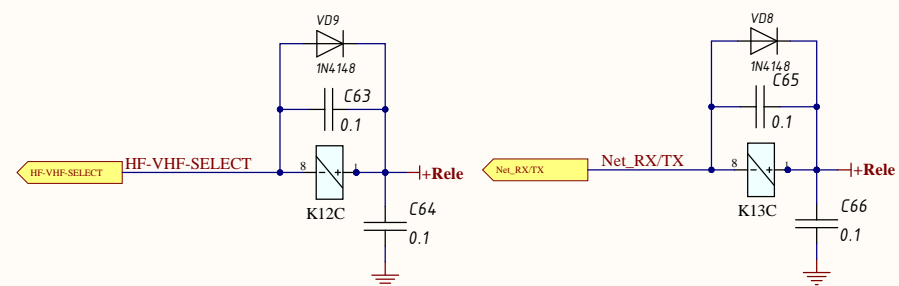 VD9
1N4148
C63
0.1
HF-VHF-SELECT
HF-VHF-SELECT
8
1
+Rele
K12C
C64
0.1
VD8
1N4148
C65
0.1
Net_RX/TX
Net_RX/TX
8
1
+Rele
K13C
C66
0.1